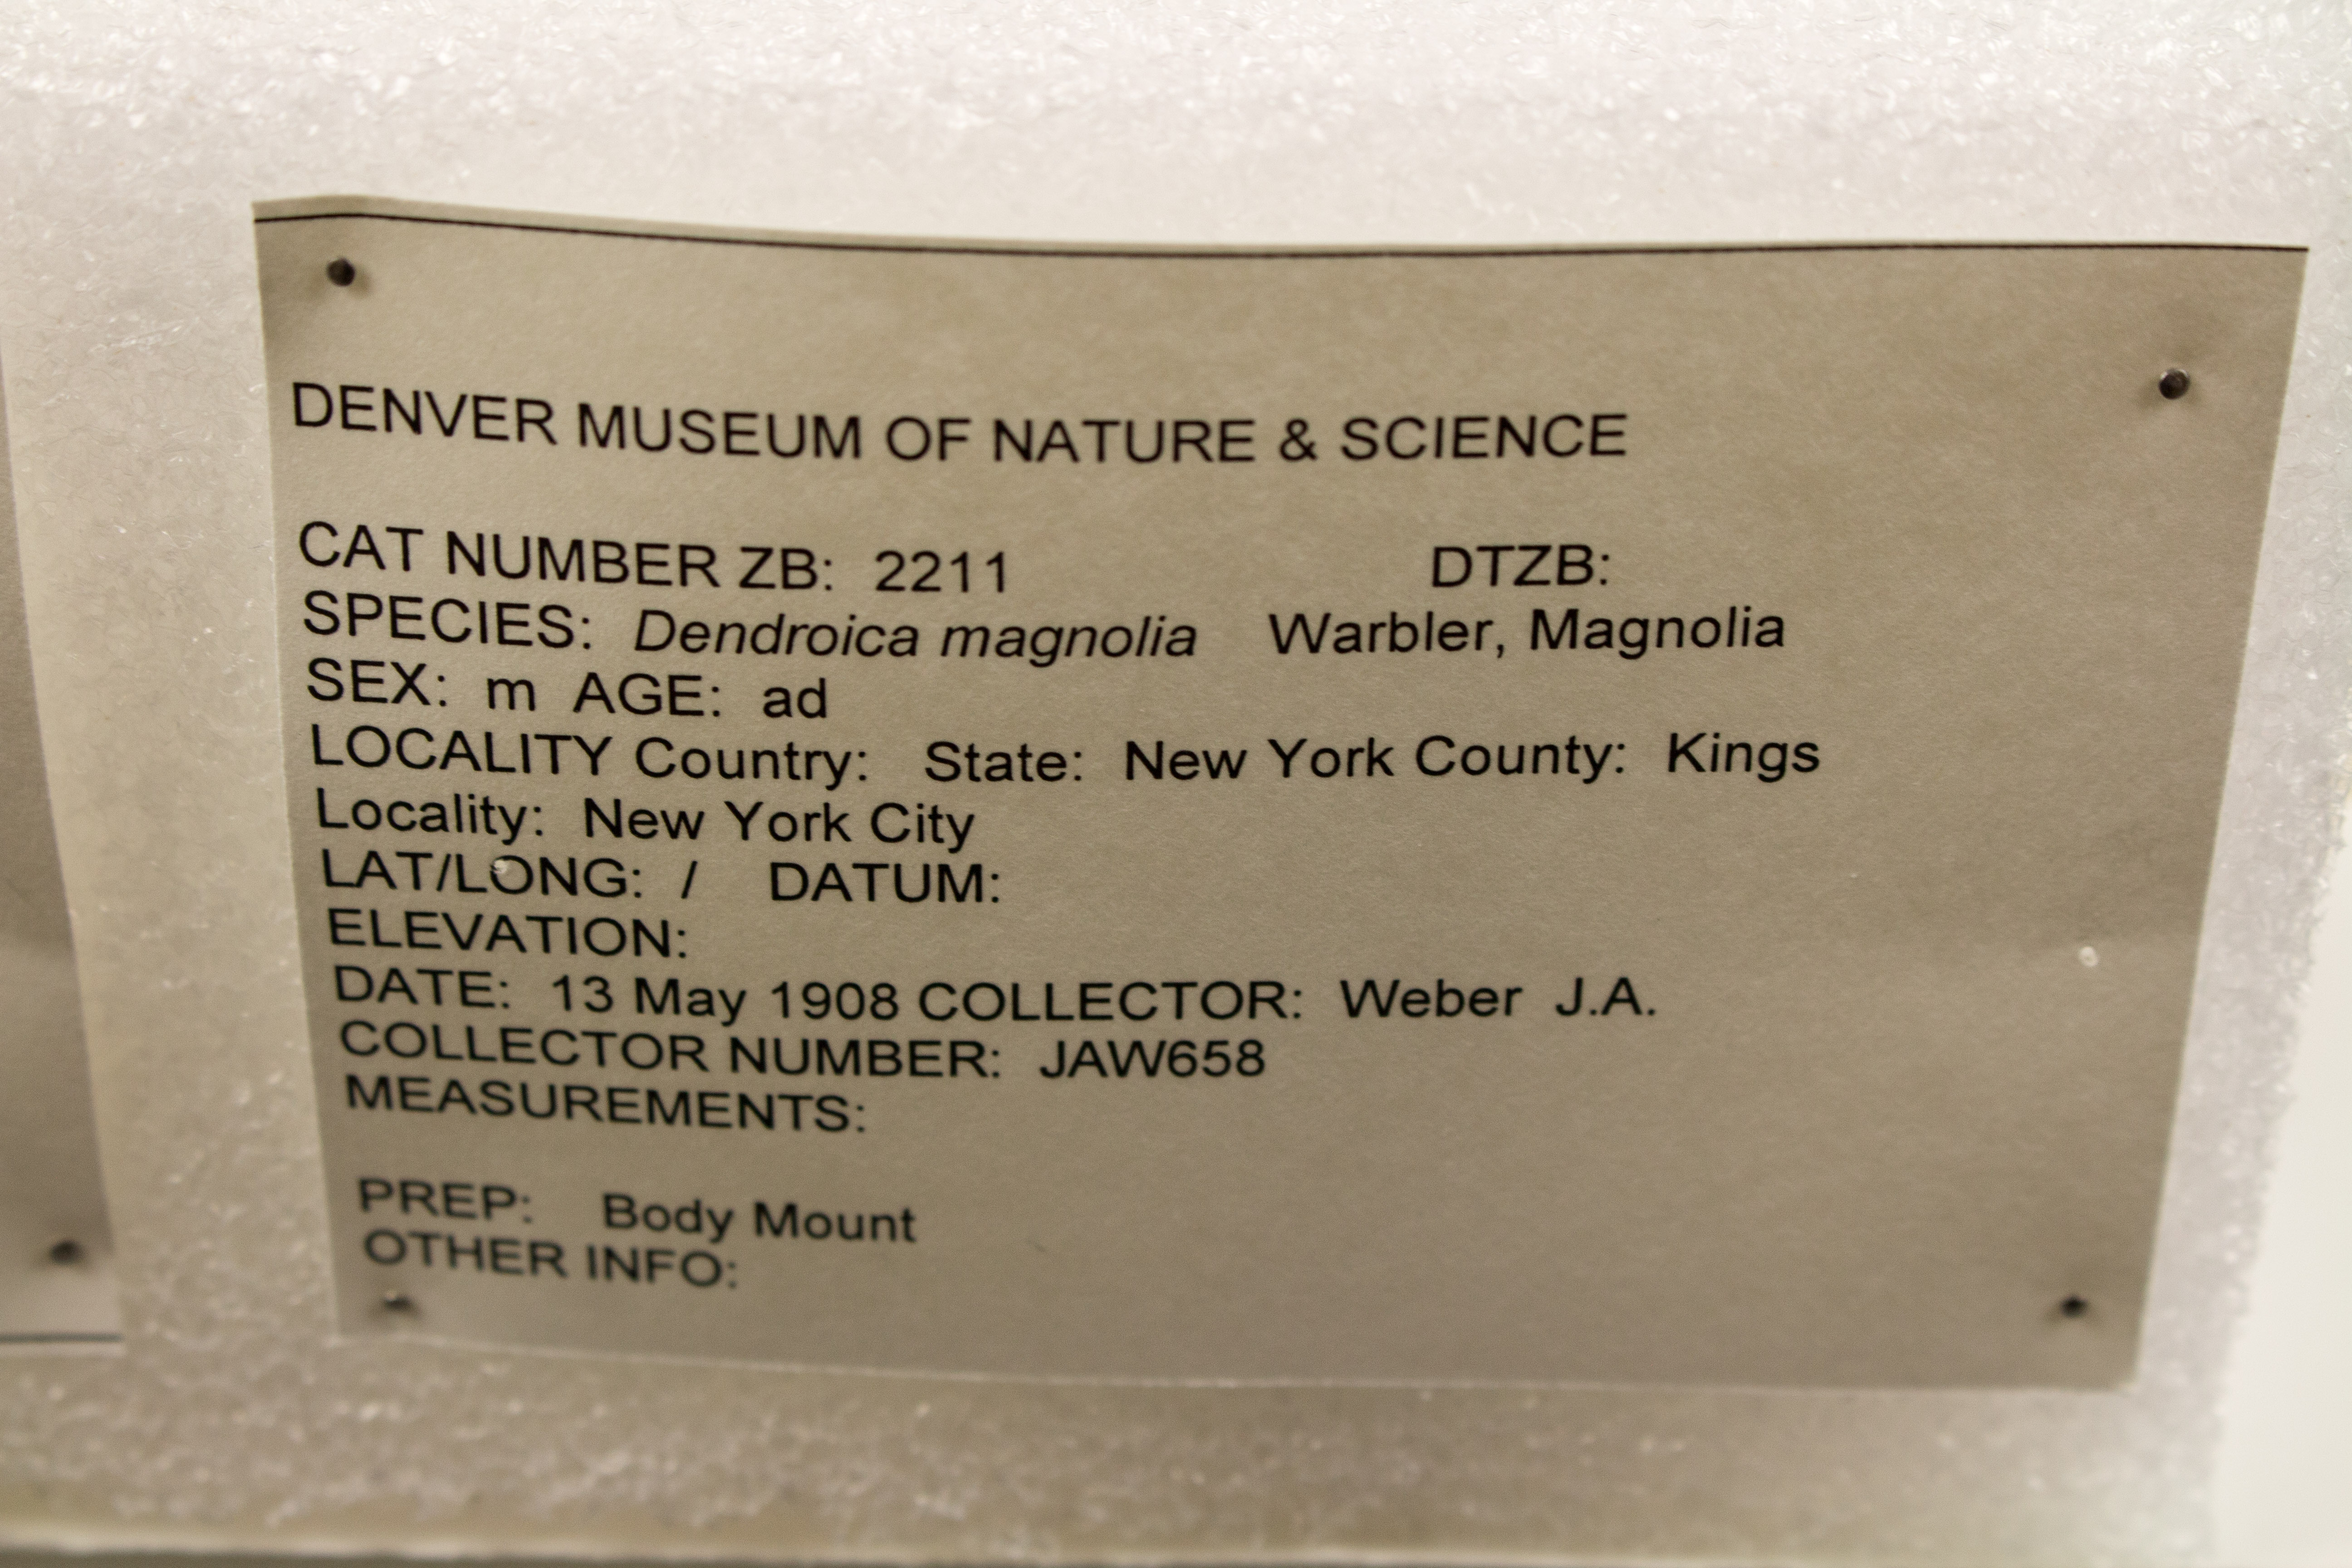 DENVER MUSEUM OF NATURE & SCIENCE
CAT NUMBER ZB: 2211 DTZB:
SPECIES: Dendroica magnolia Warbler, Magnolia
SEX: m AGE: ad
LOCALITY Country: State: New York County: Kings
Locality: New York City
LAT/LONG: / DATUM:
ELEVATION:
DATE: 13 May 1908 COLLECTOR: Weber J.A.
COLLECTOR NUMBER: JAW658
MEASUREMENTS:
PREP: Body Mount
OTHER INFO: